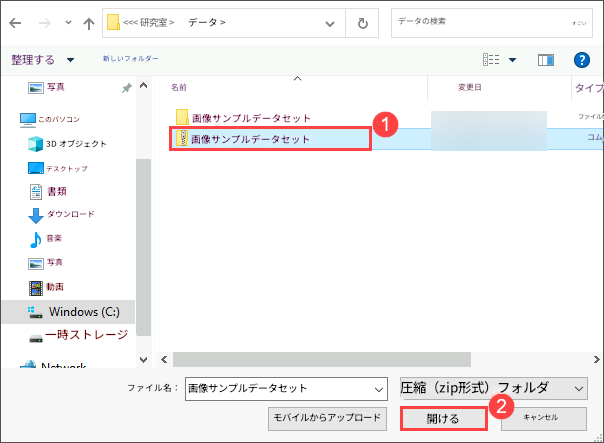 <<< 研究室 > データ >
データの検索 すごい
整理する 新しいフォルダー
名前 変更日 タイプ
写真
このパソコン
3D オブジェクト
デスクトップ
書類
ダウンロード
音楽
写真
動画
Windows (C:)
一時ストレージ
Network
画像サンプルデータセット 1 ファイル
画像サンプルデータセット コム
ファイル名： 画像サンプルデータセット 圧縮（zip形式）フォルダ
2
モバイルからアップロード 開ける キャンセル